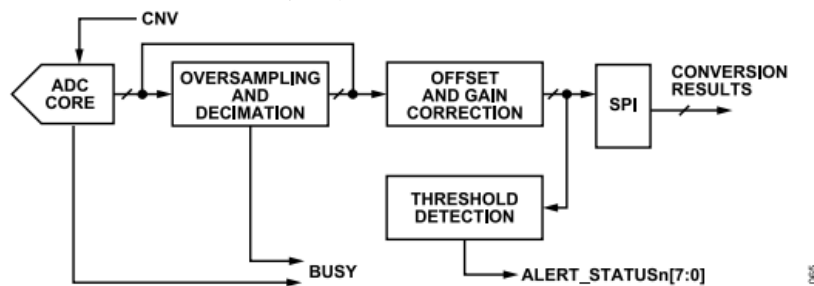 CNV
ADC
CORE
OVERSAMPLING
AND
DECIMATION
OFFSET
AND GAIN
CORRECTION
SPI
CONVERSION
RESULTS
THRESHOLD
DETECTION
BUSY
ALERT_STATUSn[7:0]
065